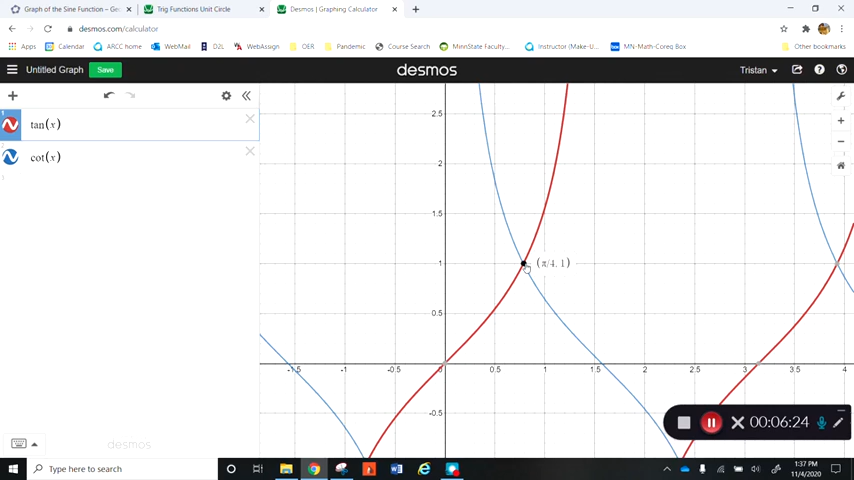 Graph of the Sine Function – Ge
Trig Functions Unit Circle
Desmos | Graphing Calculator
desmos.com/calculator
Apps
Calendar
ARCC home
WebMail
D2L
WebAssign
OER
Pandemic
Course Search
MinnState Faculty...
Instructor (Make-U...
MN-Math-Coreq Box
Other bookmarks
Untitled Graph
Save
desmos
Tristan
1
tan(x)
2
cot(x)
3
desmos
2.5
2
1.5
1
(π/4, 1)
0.5
-1.5
-1
-0.5
0
0.5
1
1.5
2
2.5
3
3.5
4
-0.5
00:06:24
Type here to search
1:37 PM
11/4/2020